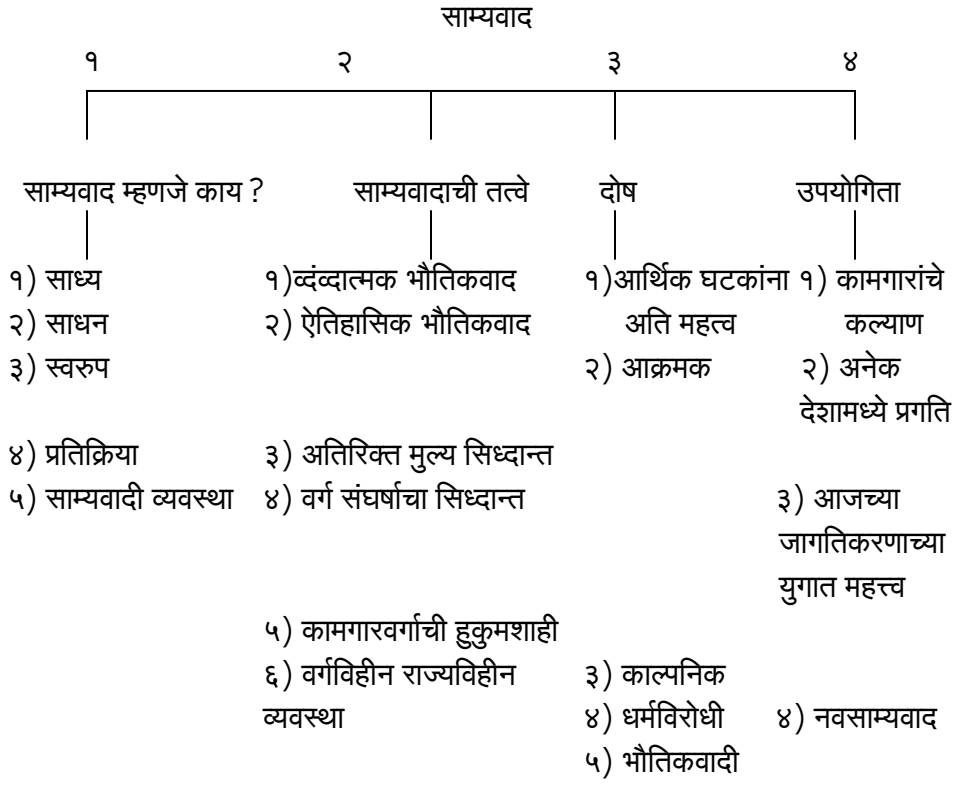 साम्यवाद
१ २ ३ ४
साम्यवाद म्हणजे काय ? साम्यवादाची तत्वे दोष उपयोगिता
१) साध्य १)व्दंव्दात्मक भौतिकवाद १)आर्थिक घटकांना १) कामगारांचे
२) साधन २) ऐतिहासिक भौतिकवाद अति महत्व कल्याण
३) स्वरुप २) आक्रमक २) अनेक
देशामध्ये प्रगति
४) प्रतिक्रिया ३) अतिरिक्त मुल्य सिध्दान्त
५) साम्यवादी व्यवस्था ४) वर्ग संघर्षाचा सिध्दान्त ३) आजच्या
जागतिकरणाच्या
युगात महत्त्व
५) कामगारवर्गाची हुकुमशाही
६) वर्गविहीन राज्यविहीन ३) काल्पनिक
व्यवस्था ४) धर्मविरोधी ४) नवसाम्यवाद
५) भौतिकवादी